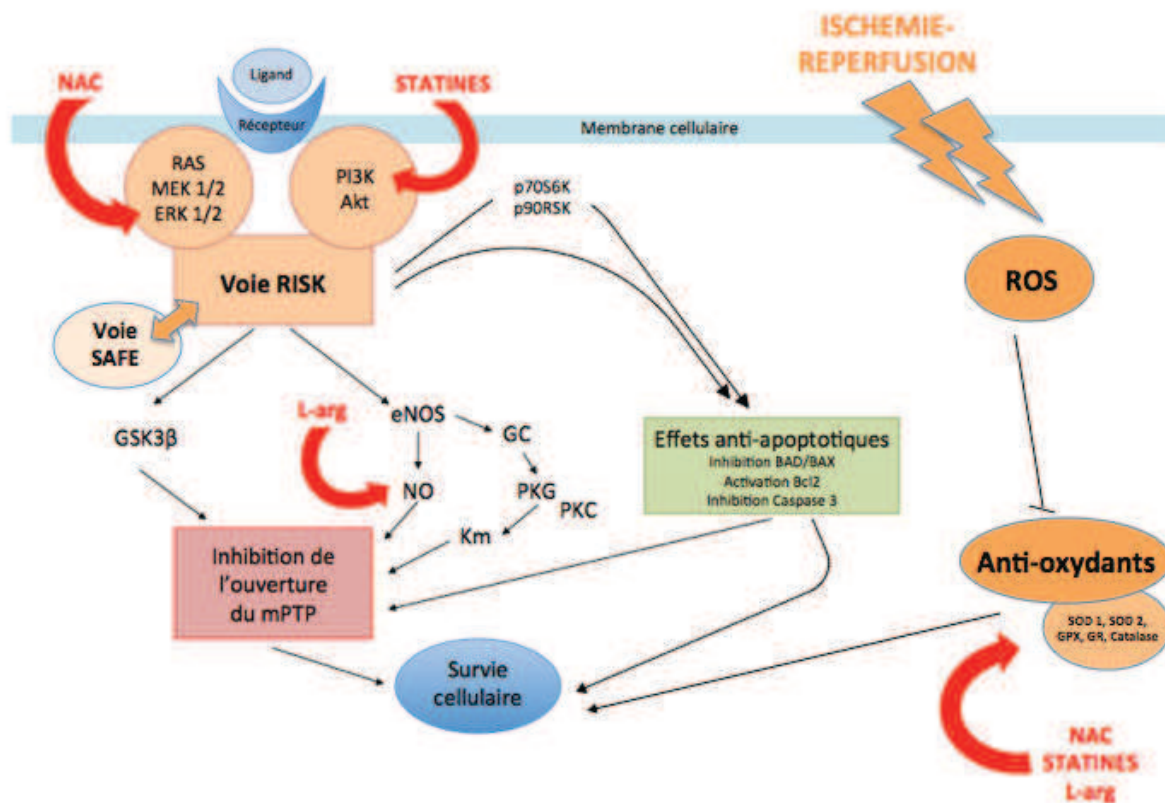 ISCHEMIE-
REPERFUSION
NAC
Ligand
STATINES
Récepteur
Membrane cellulaire
RAS
MEK 1/2
ERK 1/2
PI3K
Akt
p70S6K
p90RSK
Voie RISK
ROS
Voie
SAFE
L-arg
eNOS
GC
GSK3β
NO
PKG
PKC
Km
Effets anti-apoptotiques
Inhibition BAD/BAX
Activation Bcl2
Inhibition Caspase 3
Inhibition de
l'ouverture
du mPTP
Anti-oxydants
SOD 1, SOD 2,
GPX, GR, Catalase
Survie
cellulaire
NAC
STATINES
L-arg